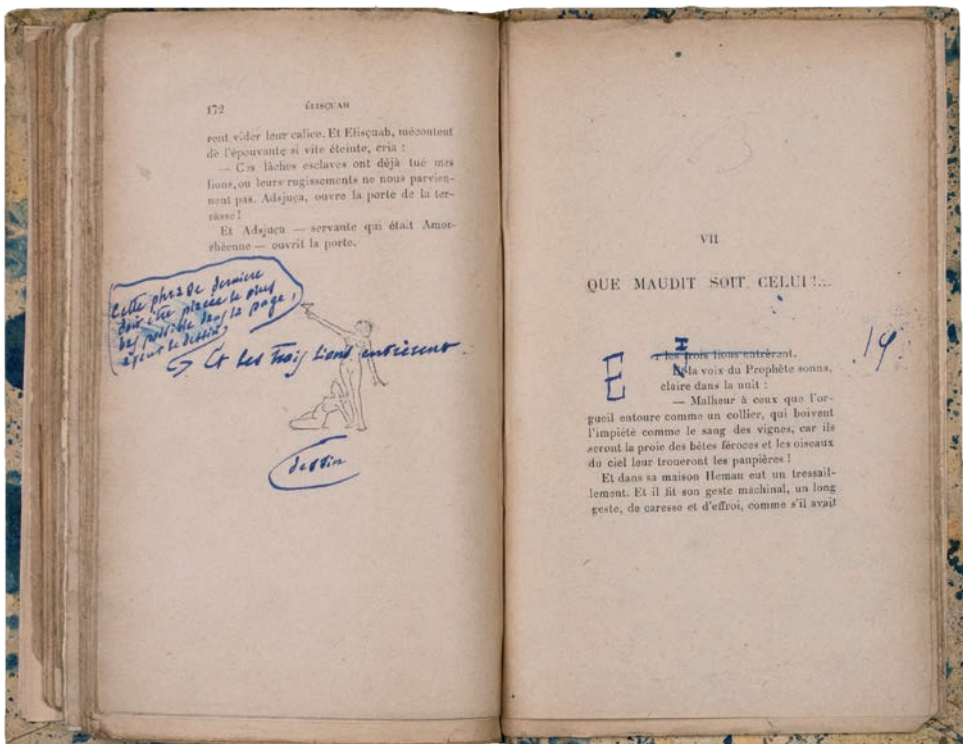 172
ÉLISÇUAH
ront vider leur calice. Et Elisçuah, mécontent
de l'épouvante si vite éteinte, cria :
— Ces lâches esclaves ont déjà tué mes
lions, ou leurs rugissements ne nous parvien-
nent pas. Adsjuça, ouvre la porte de la ter-
rasse !
Et Adsjuça — servante qui était Amor-
rhéenne — ouvrit la porte.
Cette phrase dernière
doit être placée le plus
bas possible dans la page,
avant le dessin
Et les trois lions entrèrent
dessin
VII
QUE MAUDIT SOIT CELUI !...
E
t les trois lions entrèrent.
Et la voix du Prophète sonna,
claire dans la nuit :
— Malheur à ceux que l'or-
gueil entoure comme un collier, qui boivent
l'impiété comme le sang des vignes, car ils
seront la proie des bêtes féroces et les oiseaux
du ciel leur troueront les paupières !
Et dans sa maison Heman eut un tressail-
lement. Et il fit son geste machinal, un long
geste, de caresse et d'effroi, comme s'il avait